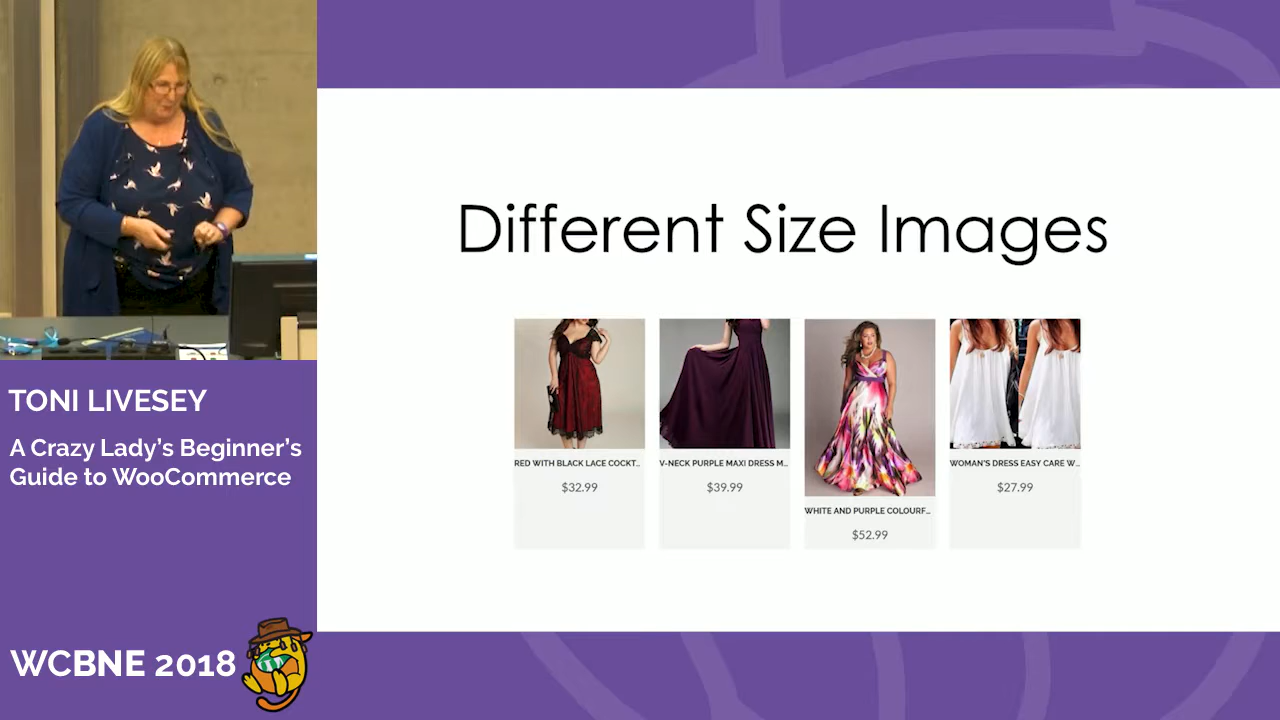 Different Size Images
RED WITH BLACK LACE COCKT...
$32.99
V-NECK PURPLE MAXI DRESS M...
$39.99
WHITE AND PURPLE COLOURF...
$52.99
WOMAN'S DRESS EASY CARE W...
$27.99
TONI LIVESEY
A Crazy Lady's Beginner's
Guide to WooCommerce
WCBNE 2018